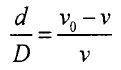 d/D = (v₀ − v)/v